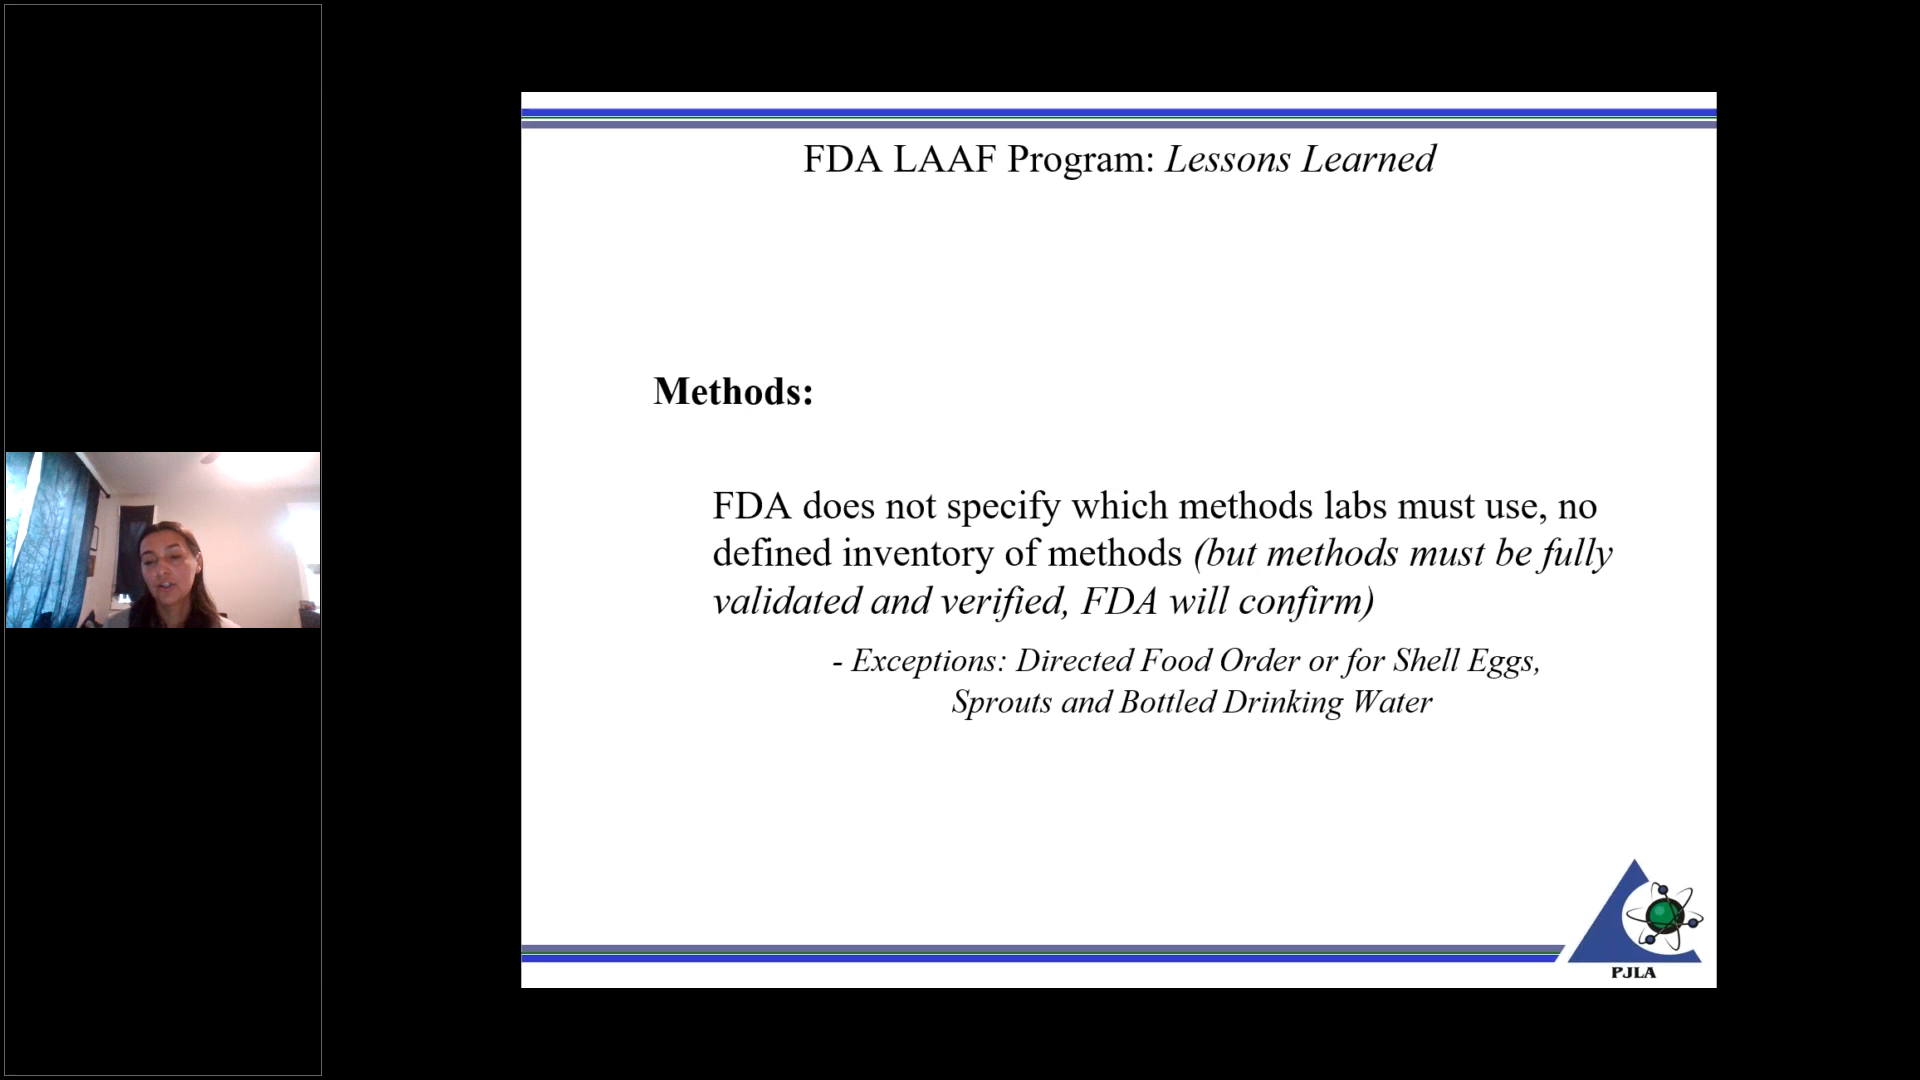 FDA LAAF Program: Lessons Learned
Methods:
FDA does not specify which methods labs must use, no
defined inventory of methods (but methods must be fully
validated and verified, FDA will confirm)
- Exceptions: Directed Food Order or for Shell Eggs,
Sprouts and Bottled Drinking Water
PJLA